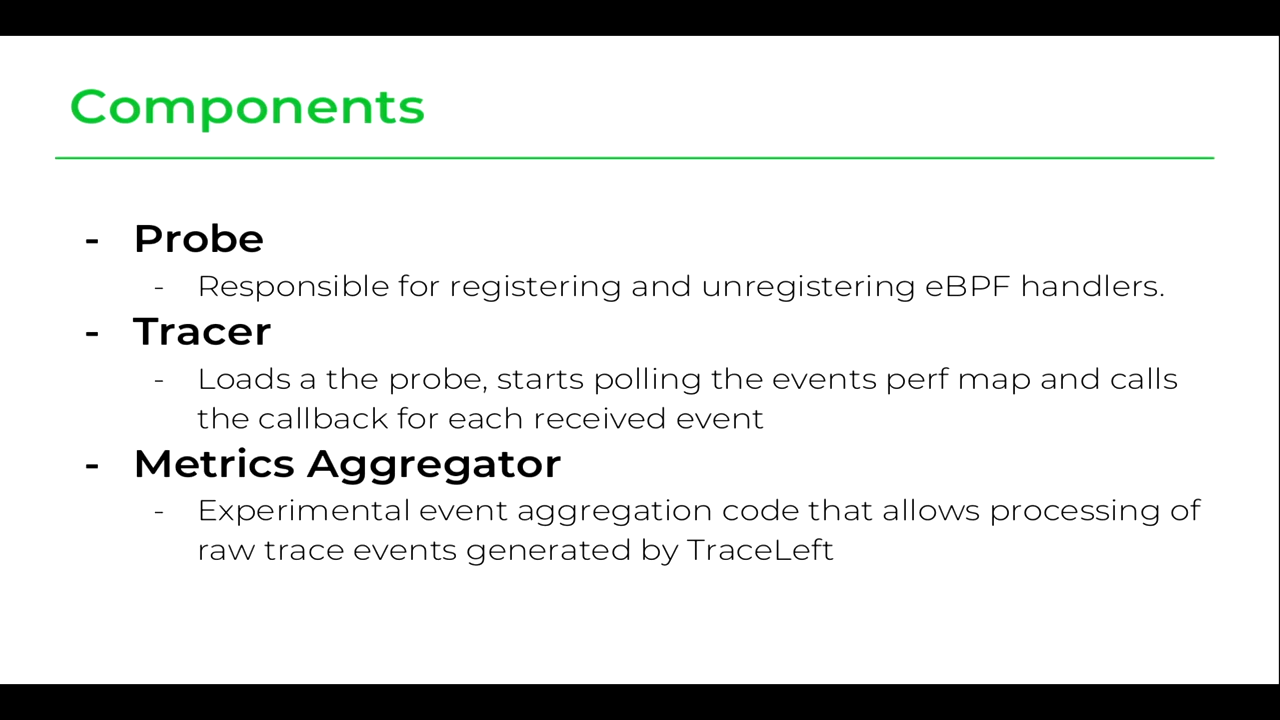 Components
- Probe
- Responsible for registering and unregistering eBPF handlers.
- Tracer
- Loads a the probe, starts polling the events perf map and calls
the callback for each received event
- Metrics Aggregator
- Experimental event aggregation code that allows processing of
raw trace events generated by TraceLeft